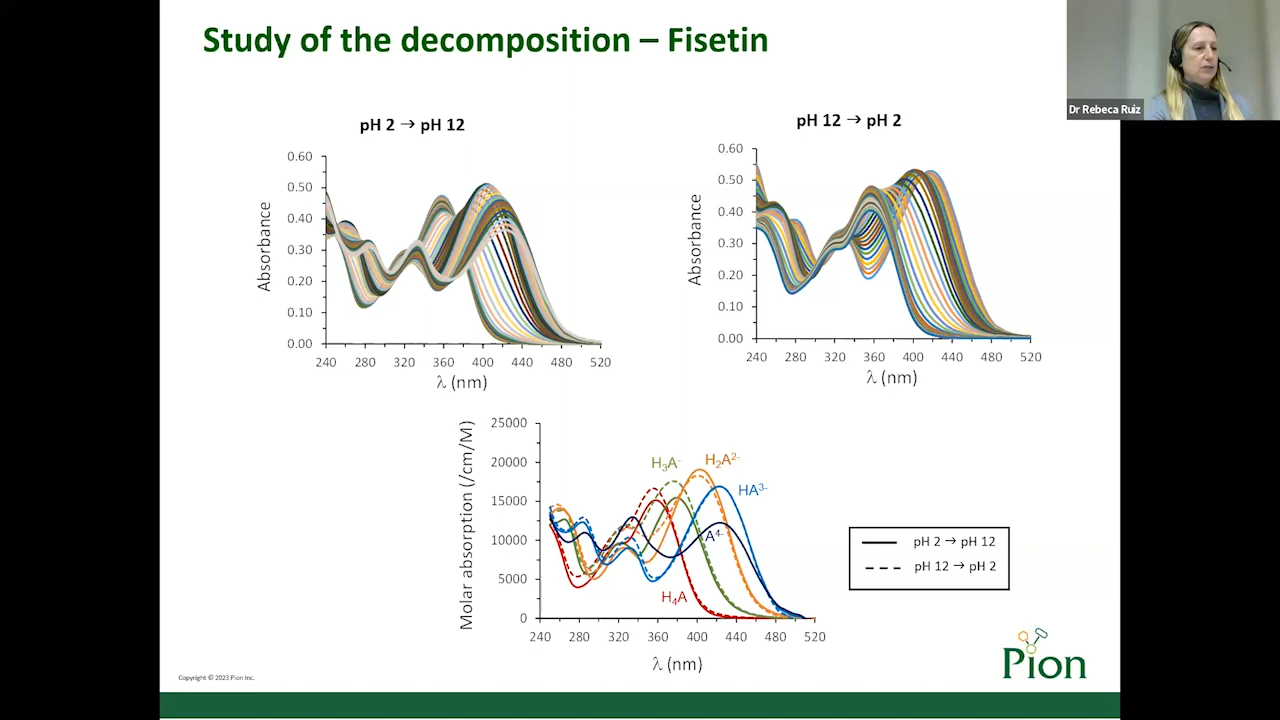 Study of the decomposition – Fisetin
Dr Rebeca Ruiz
pH 2 → pH 12
Absorbance
0.60
0.50
0.40
0.30
0.20
0.10
0.00
240 280 320 360 400 440 480 520
λ (nm)
pH 12 → pH 2
Absorbance
0.60
0.50
0.40
0.30
0.20
0.10
0.00
240 280 320 360 400 440 480 520
λ (nm)
Molar absorption (/cm/M)
25000
20000
15000
10000
5000
0
H₃A⁻
H₂A²⁻
HA³⁻
A⁴⁻
H₄A
240 280 320 360 400 440 480 520
λ (nm)
pH 2 → pH 12
pH 12 → pH 2
Pion
Copyright © 2023 Pion Inc.